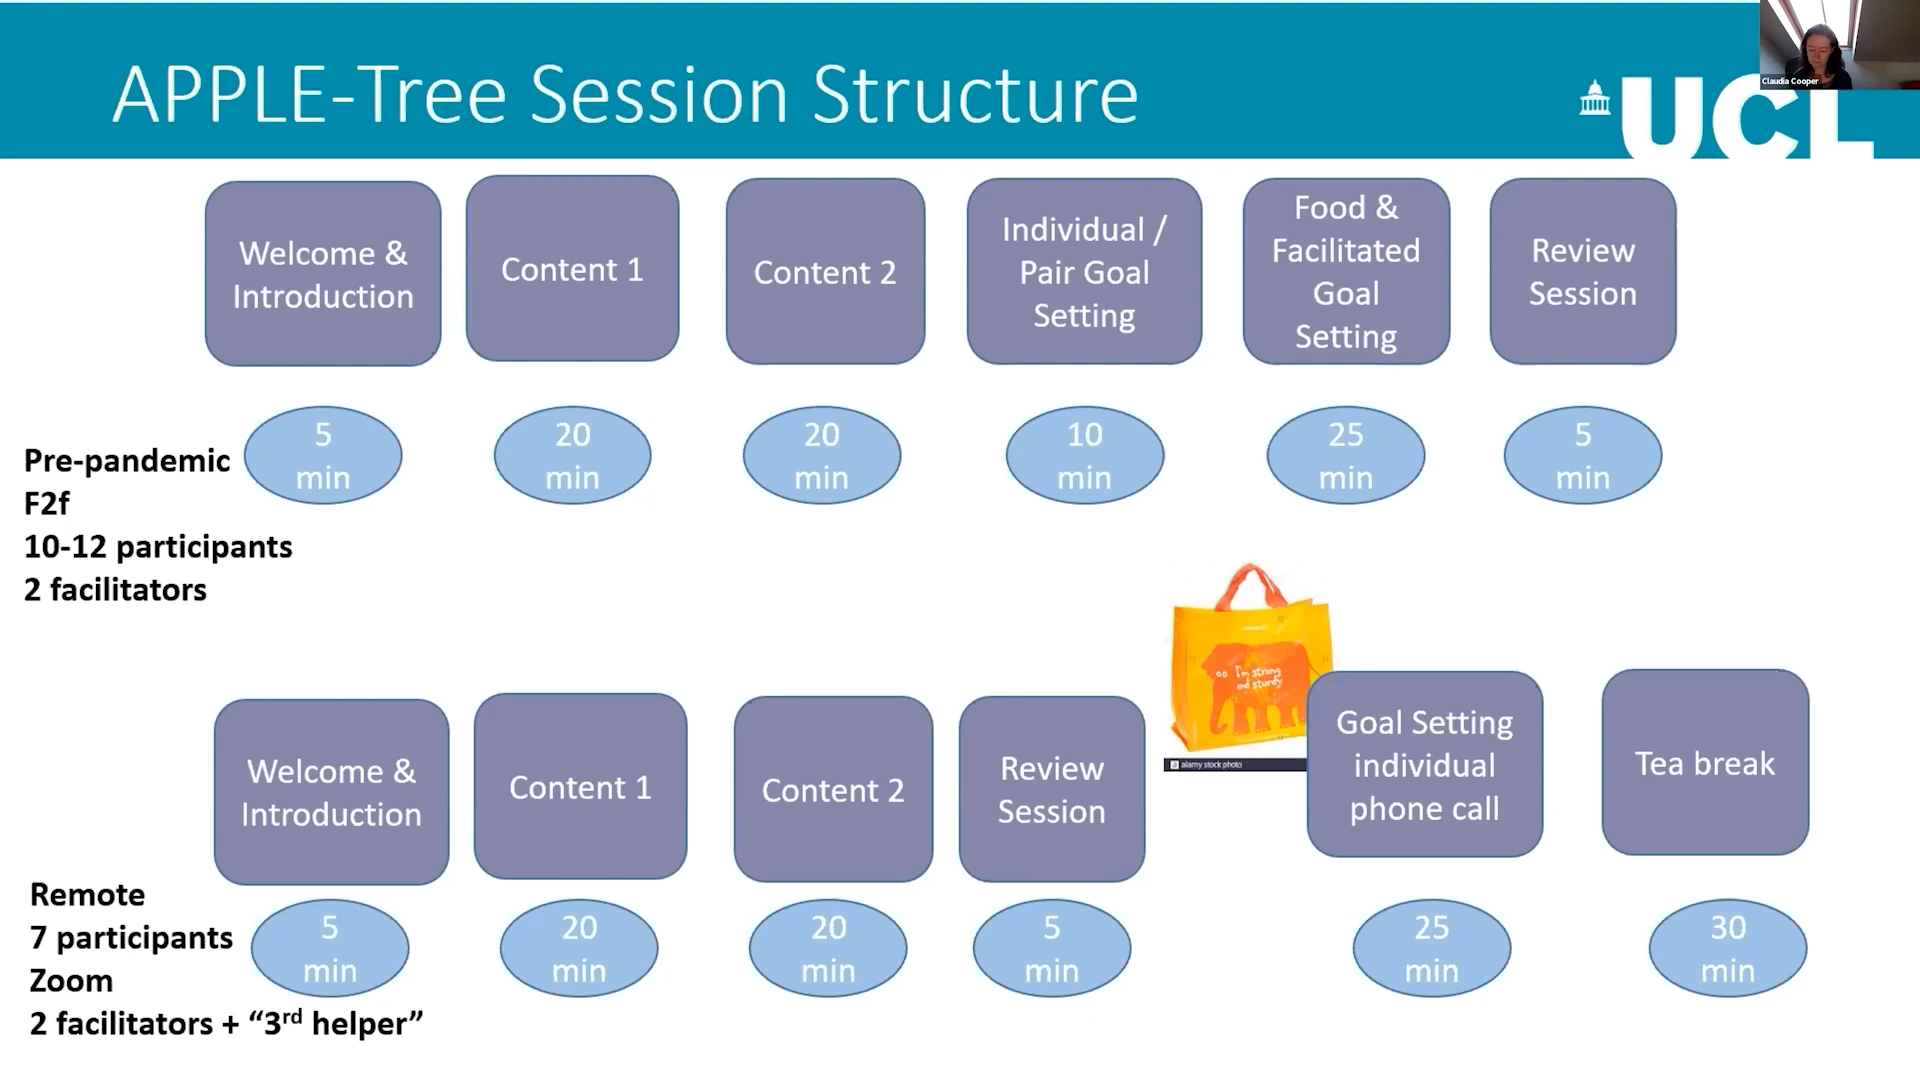 APPLE-Tree Session Structure
Claudia Cooper
UCL
Welcome &
Introduction
Content 1
Content 2
Individual /
Pair Goal
Setting
Food &
Facilitated
Goal
Setting
Review
Session
5
min
20
min
20
min
10
min
25
min
5
min
Pre-pandemic
F2f
10-12 participants
2 facilitators
I'm strong
and sturdy
alamy stock photo
Welcome &
Introduction
Content 1
Content 2
Review
Session
Goal Setting
individual
phone call
Tea break
5
min
20
min
20
min
5
min
25
min
30
min
Remote
7 participants
Zoom
2 facilitators + “3rd helper”